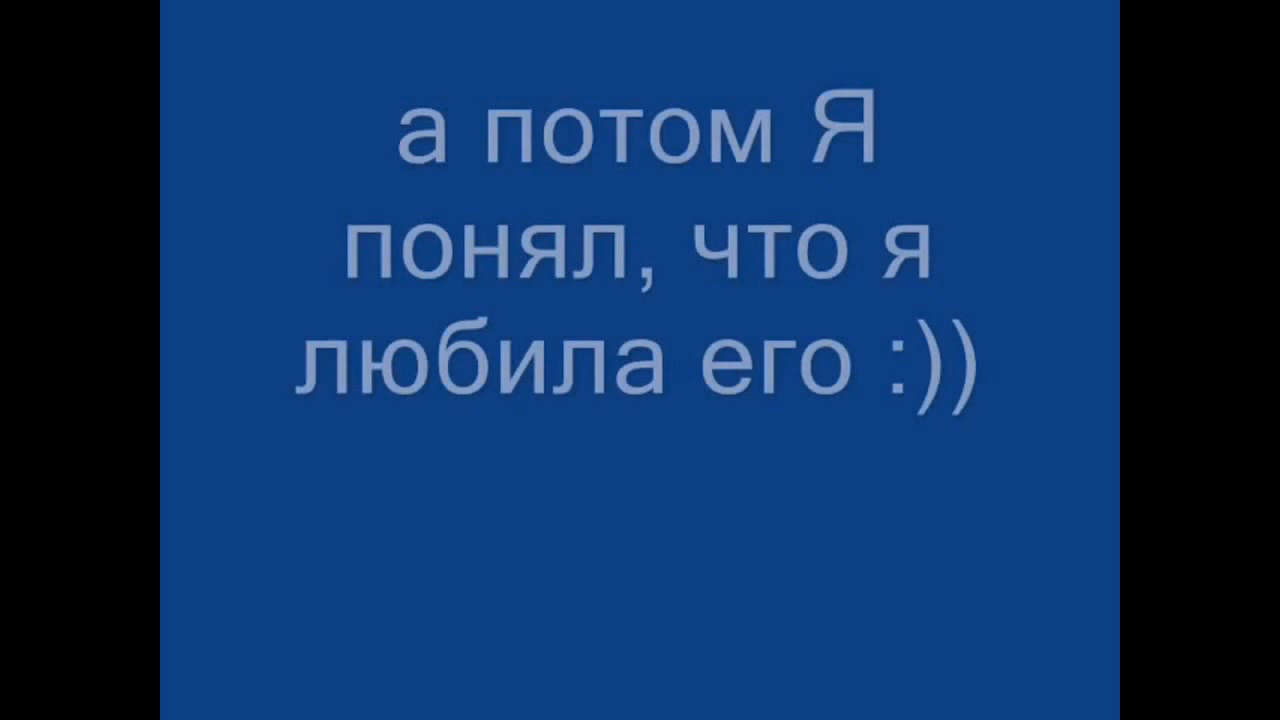 а потом Я
понял, что я
любила его :))